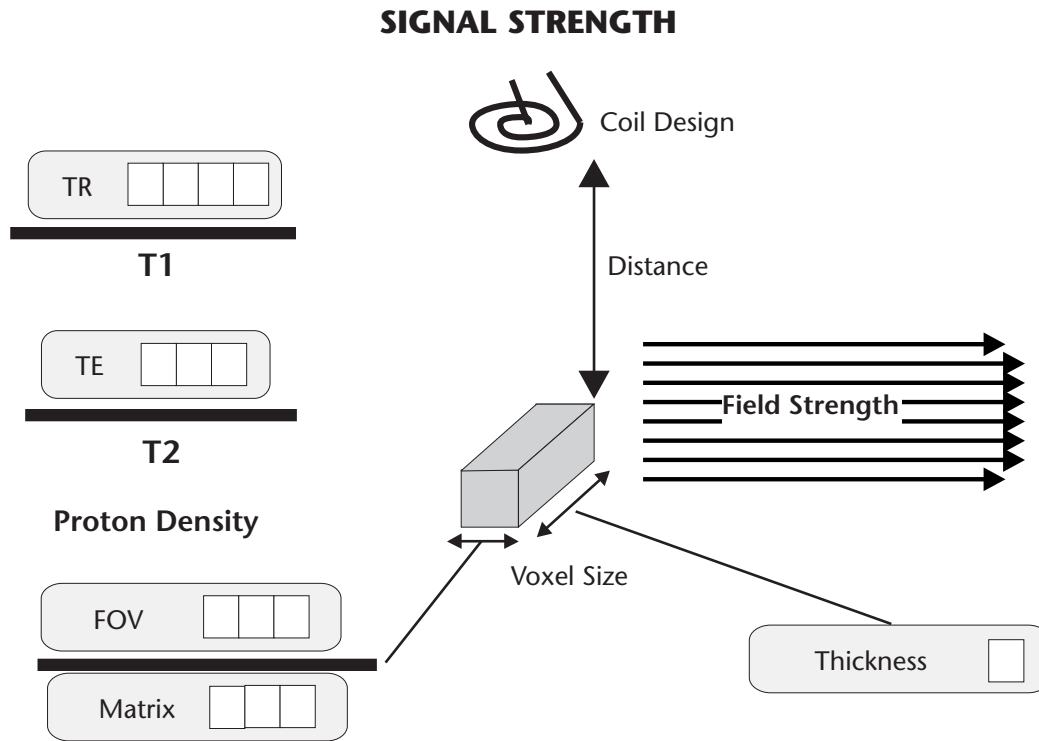 SIGNAL STRENGTH
Coil Design
TR
T1
Distance
TE
Field Strength
T2
Proton Density
Voxel Size
FOV
Thickness
Matrix